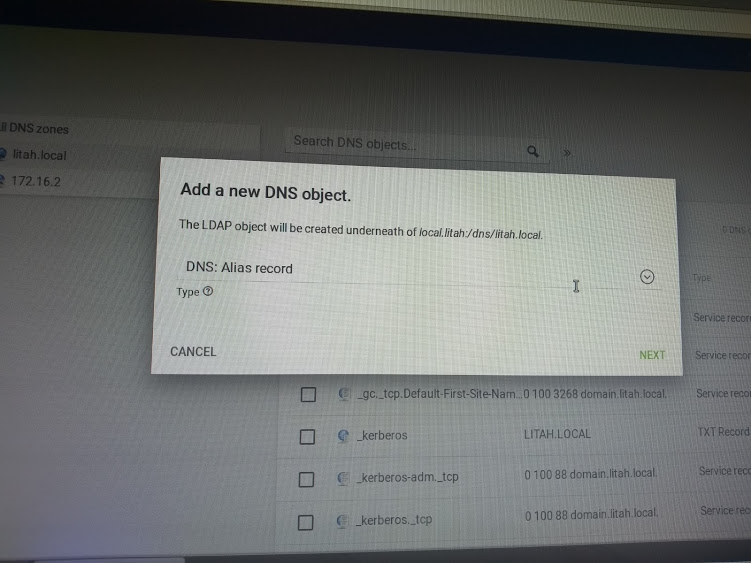 ll DNS zones
litah.local
172.16.2
Search DNS objects...
»
Add a new DNS object.
The LDAP object will be created underneath of local.litah:/dns/litah.local.
DNS: Alias record
Type
CANCEL
NEXT
Type
Service recor
Service recor
_gc._tcp.Default-First-Site-Nam... 0 100 3268 domain.litah.local. Service reco
_kerberos LITAH.LOCAL TXT Record
_kerberos-adm._tcp 0 100 88 domain.litah.local. Service rec
_kerberos._tcp 0 100 88 domain.litah.local. Service reco